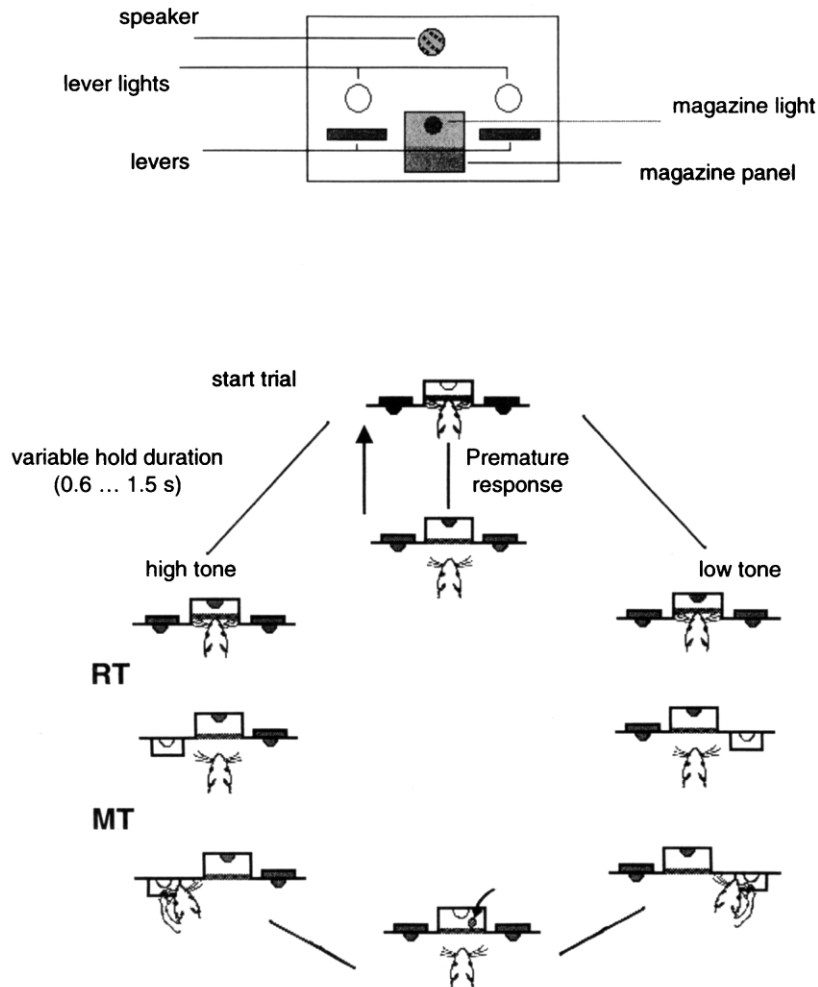 speaker
lever lights
magazine light
levers
magazine panel
start trial
variable hold duration
(0.6 ... 1.5 s)
Premature
response
high tone
low tone
RT
MT